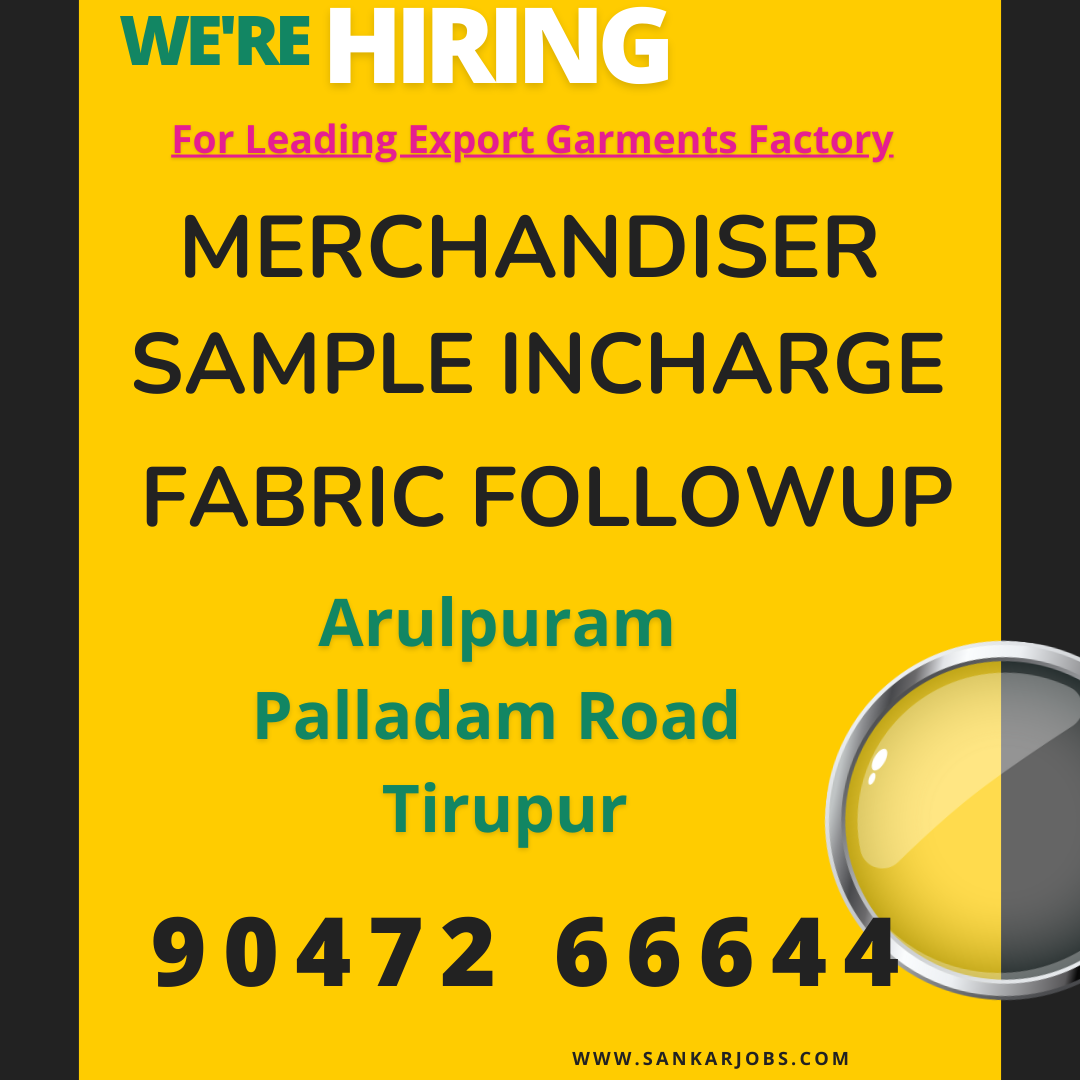 WE'RE HIRING
For Leading Export Garments Factory
MERCHANDISER
SAMPLE INCHARGE
FABRIC FOLLOWUP
Arulpuram
Palladam Road
Tirupur
90472 66644
WWW.SANKARJOBS.COM